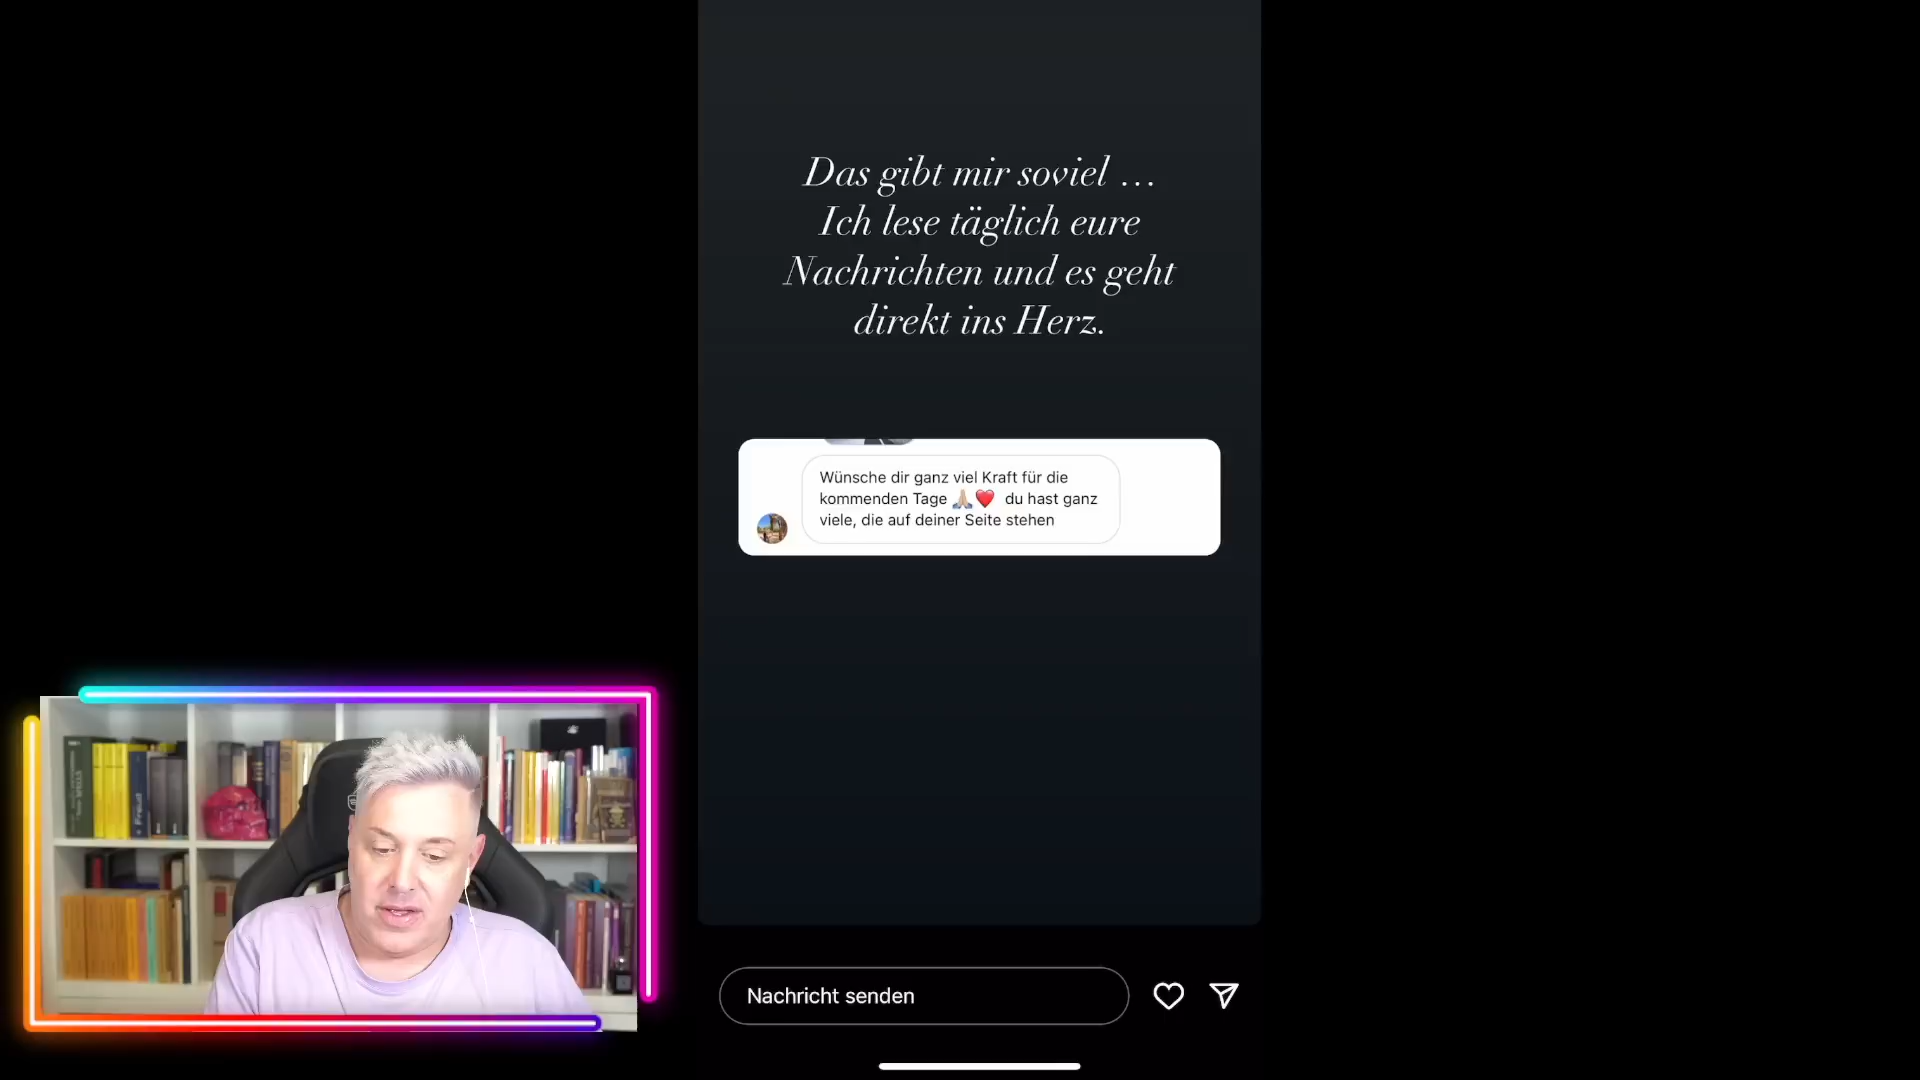 Das gibt mir soviel ...
Ich lese täglich eure
Nachrichten und es geht
direkt ins Herz.
Wünsche dir ganz viel Kraft für die
kommenden Tage 🙏🏼❤️ du hast ganz
viele, die auf deiner Seite stehen
Freud
Nachricht senden